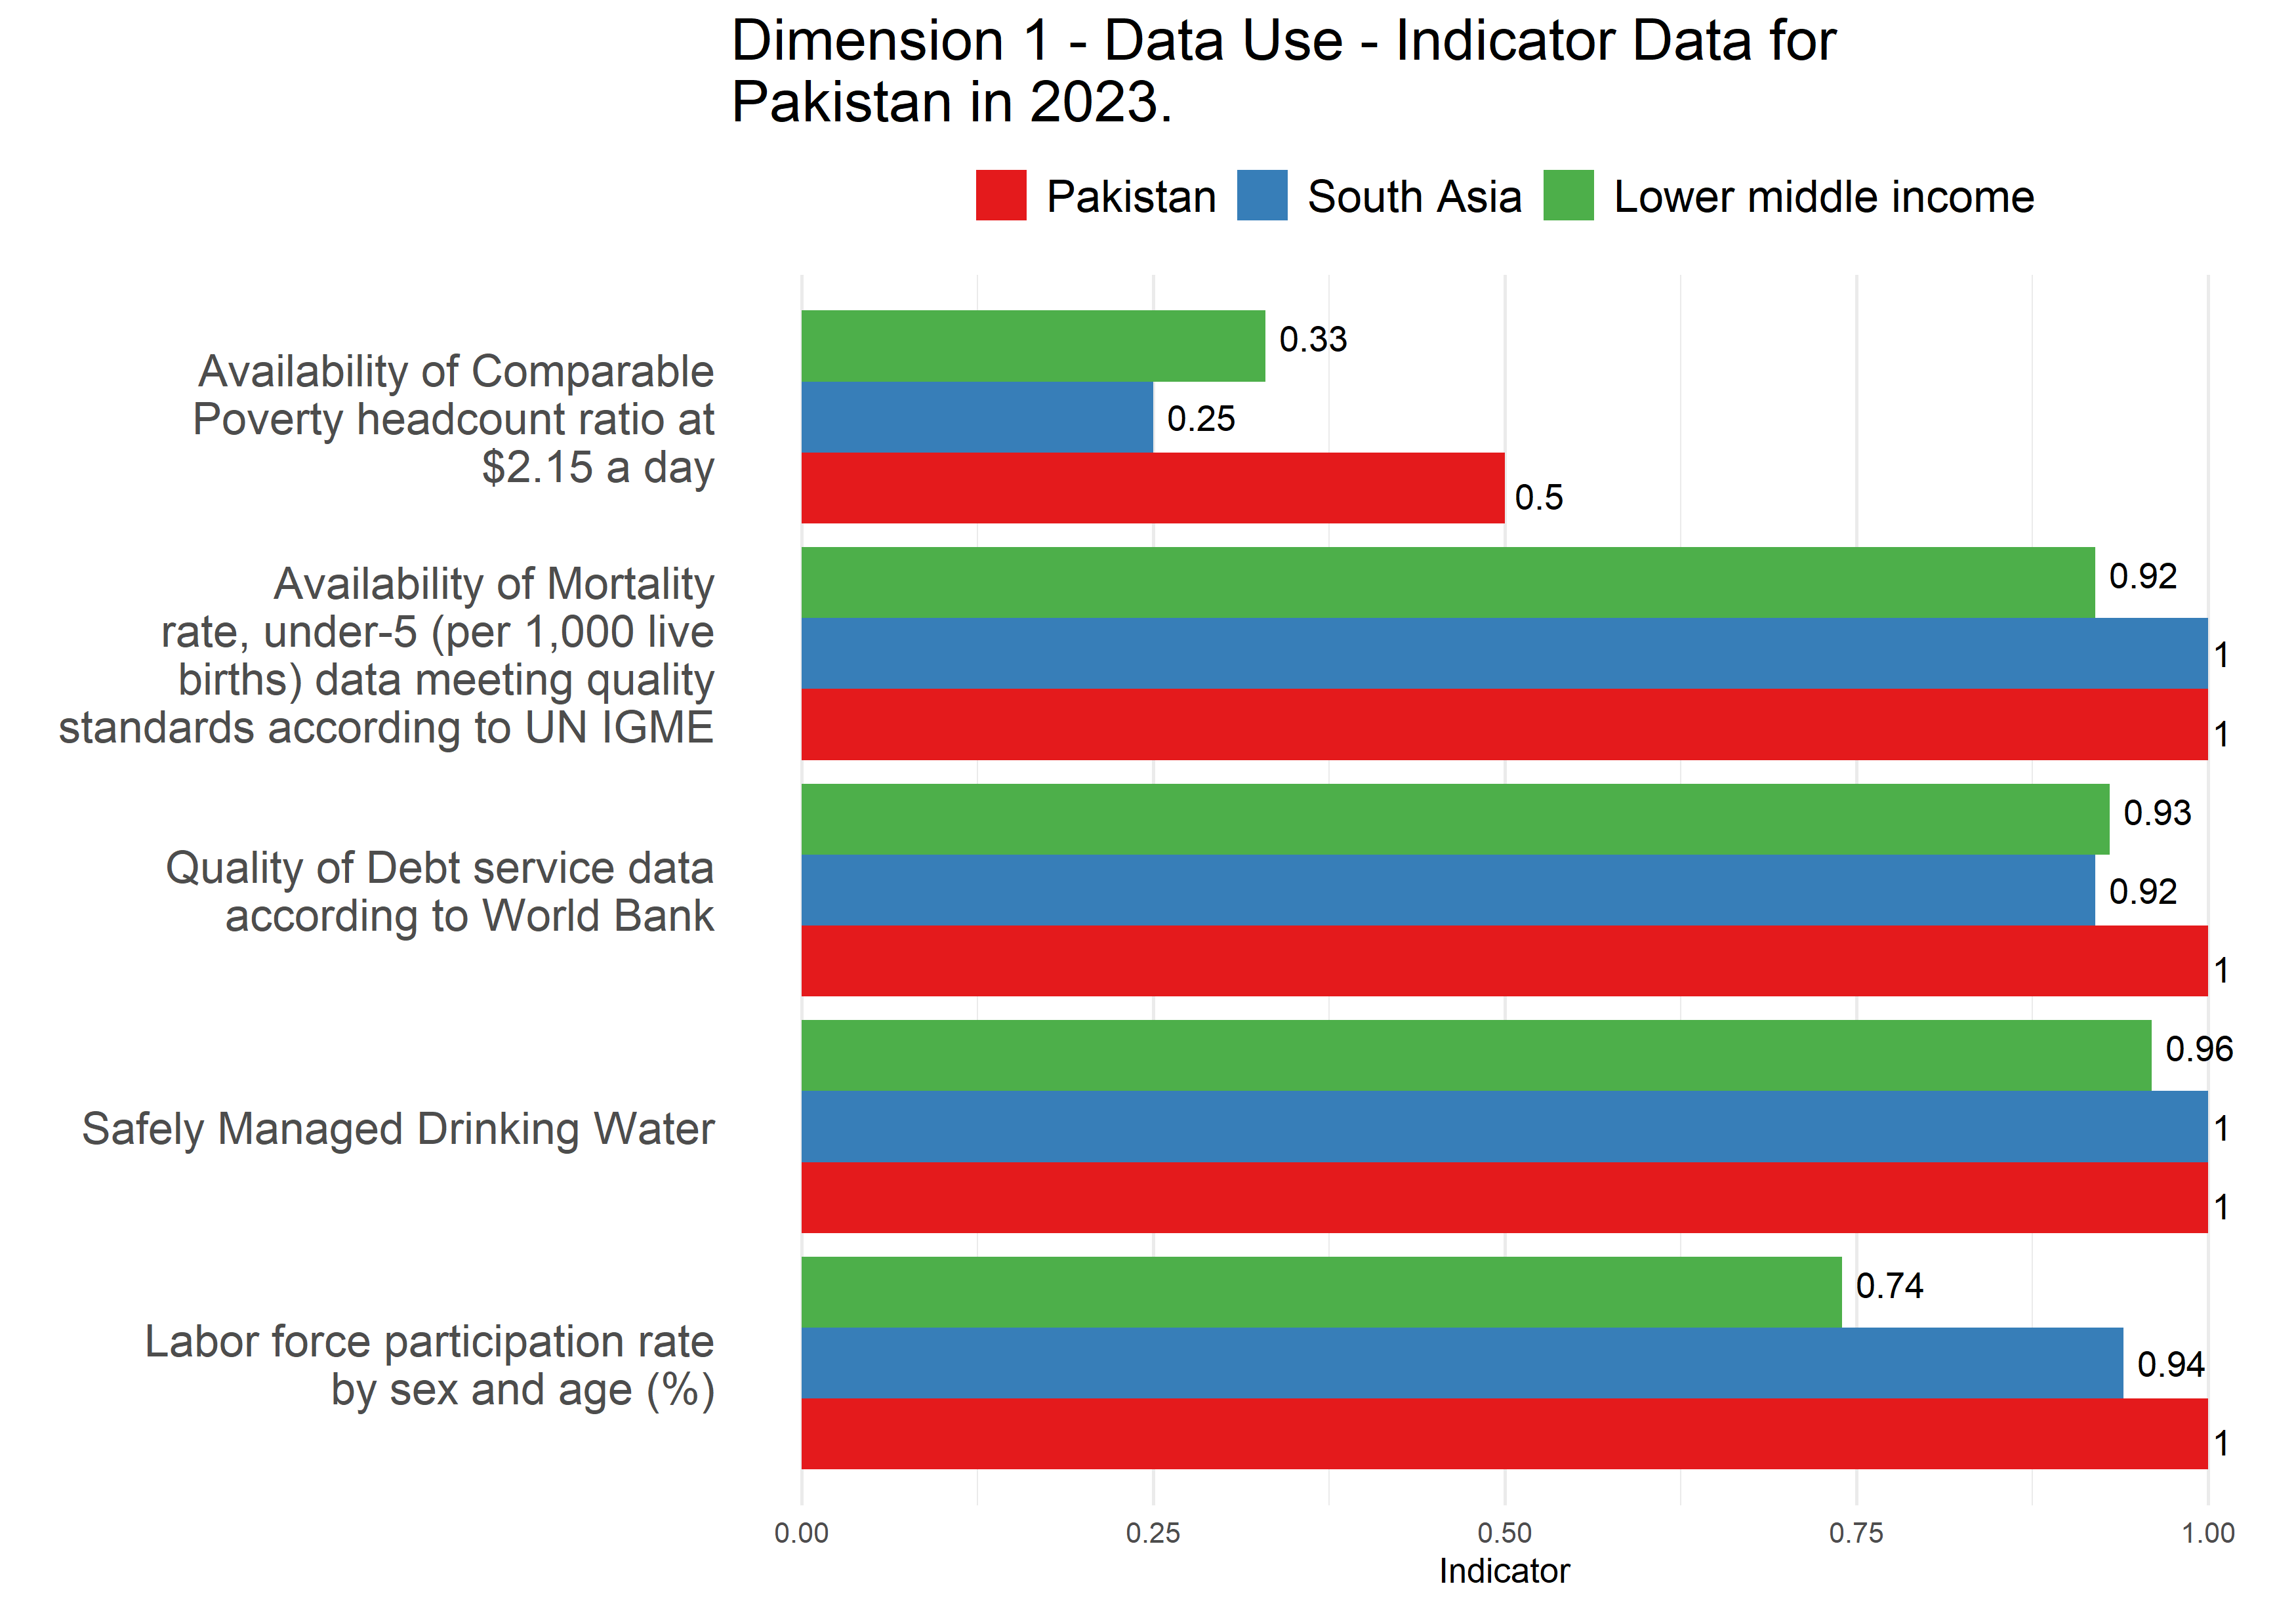 Dimension 1 - Data Use - Indicator Data for
Pakistan in 2023.
Pakistan South Asia Lower middle income
Availability of Comparable
Poverty headcount ratio at
$2.15 a day
0.33
0.25
0.5
Availability of Mortality
rate, under-5 (per 1,000 live
births) data meeting quality
standards according to UN IGME
0.92
1
1
Quality of Debt service data
according to World Bank
0.93
0.92
1
Safely Managed Drinking Water
0.96
1
1
Labor force participation rate
by sex and age (%)
0.74
0.94
1
0.00 0.25 0.50 0.75 1.00
Indicator